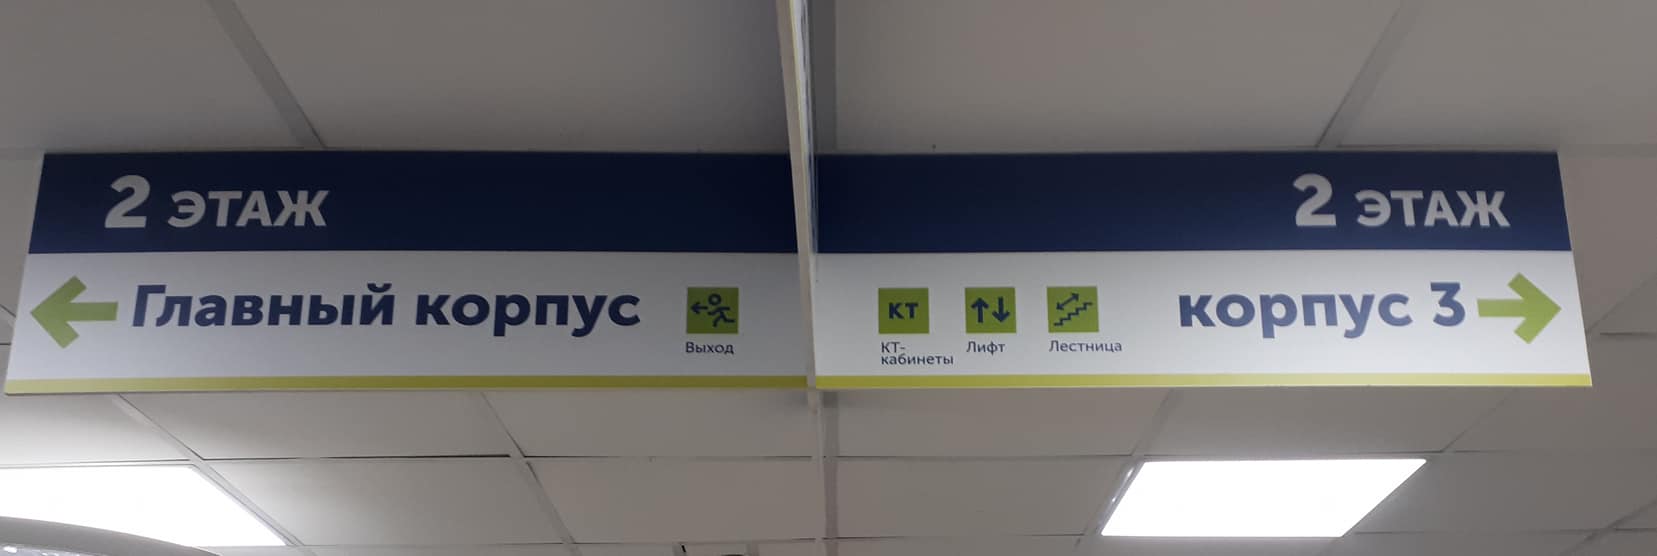 2 ЭТАЖ
Главный корпус
Выход
2 ЭТАЖ
КТ
КТ-
кабинеты
Лифт
Лестница
корпус 3